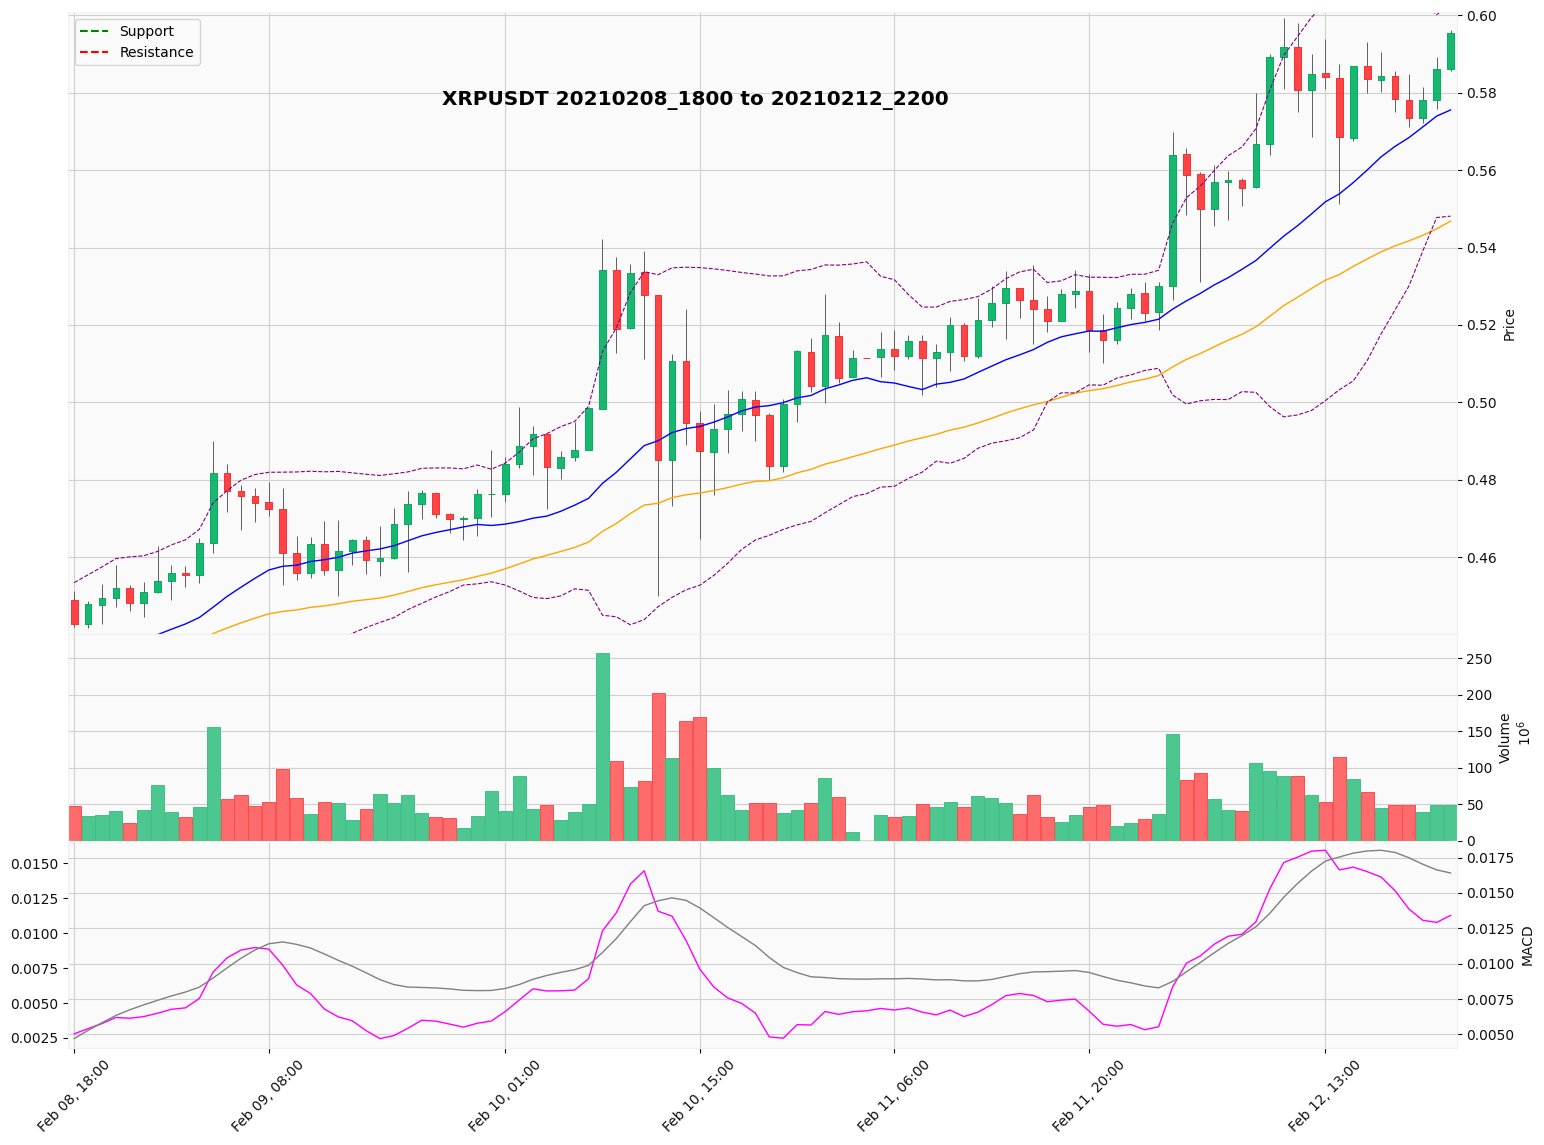 Support
Resistance
XRPUSDT 20210208_1800 to 20210212_2200
0.60
0.58
0.56
0.54
0.52
0.50
0.48
0.46
Price
250
200
150
100
50
0
Volume
10^6
0.0150
0.0125
0.0100
0.0075
0.0050
0.0025
0.0175
0.0150
0.0125
0.0100
0.0075
0.0050
MACD
Feb 08, 18:00
Feb 09, 08:00
Feb 10, 01:00
Feb 10, 15:00
Feb 11, 06:00
Feb 11, 20:00
Feb 12, 13:00